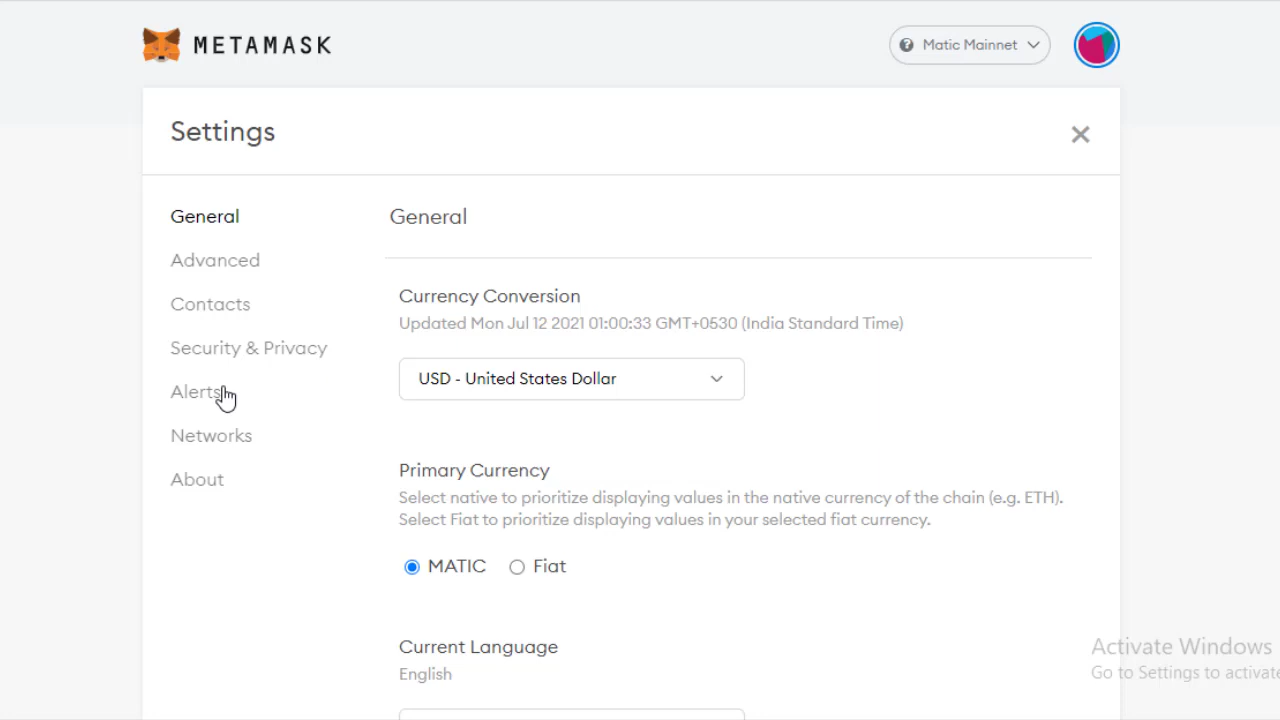 METAMASK
Matic Mainnet
Settings
General
Advanced
Contacts
Security & Privacy
Alerts
Networks
About
General
Currency Conversion
Updated Mon Jul 12 2021 01:00:33 GMT+0530 (India Standard Time)
USD - United States Dollar
Primary Currency
Select native to prioritize displaying values in the native currency of the chain (e.g. ETH).
Select Fiat to prioritize displaying values in your selected fiat currency.
MATIC Fiat
Current Language
English
Activate Windows
Go to Settings to activate